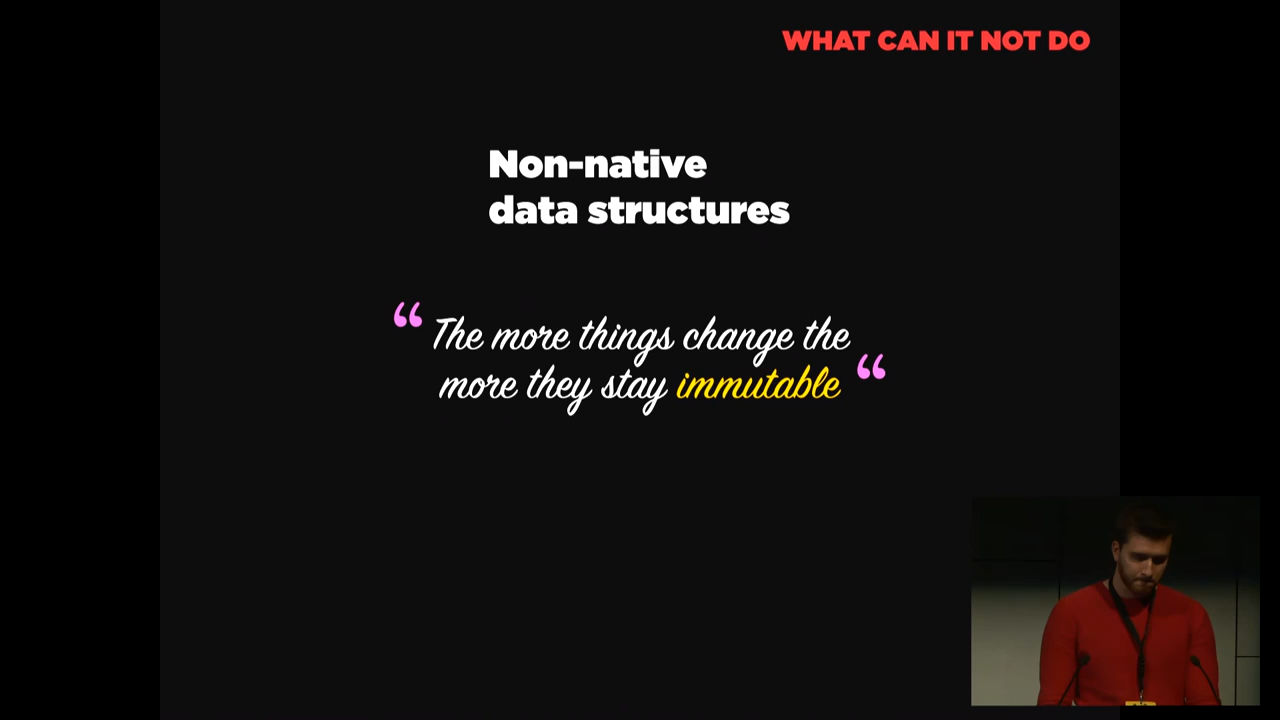 WHAT CAN IT NOT DO
Non-native
data structures
“ The more things change the
more they stay immutable “